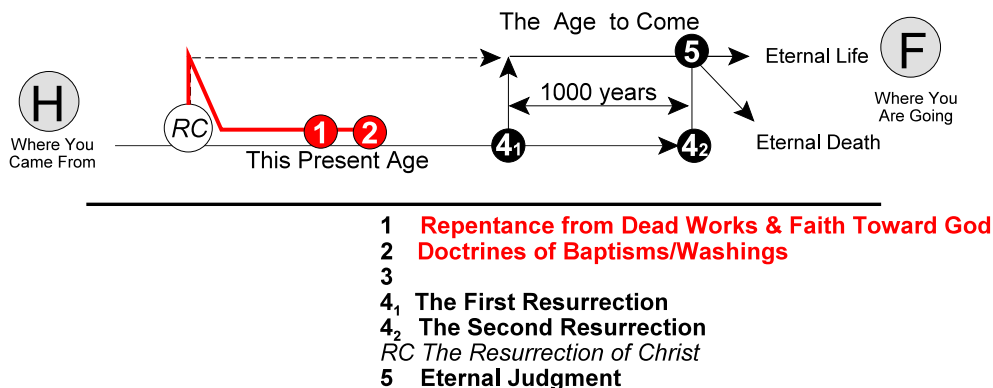 The Age to Come
H
F
5
Eternal Life
1000 years
RC
1
2
Where You
Came From
Where You
Are Going
This Present Age
4₁
4₂
Eternal Death
1 Repentance from Dead Works & Faith Toward God
2 Doctrines of Baptisms/Washings
3
4₁ The First Resurrection
4₂ The Second Resurrection
RC The Resurrection of Christ
5 Eternal Judgment